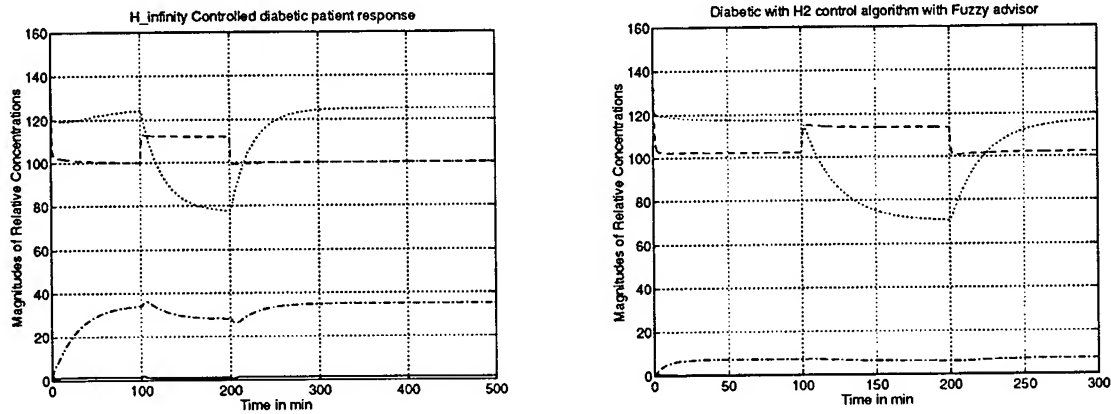 H_infinity Controlled diabetic patient response
Magnitudes of Relative Concentrations
160
140
120
100
80
60
40
20
0
0 100 200 300 400 500
Time in min
Diabetic with H2 control algorithm with Fuzzy advisor
Magnitudes of Relative Concentrations
160
140
120
100
80
60
40
20
0
0 50 100 150 200 250 300
Time in min